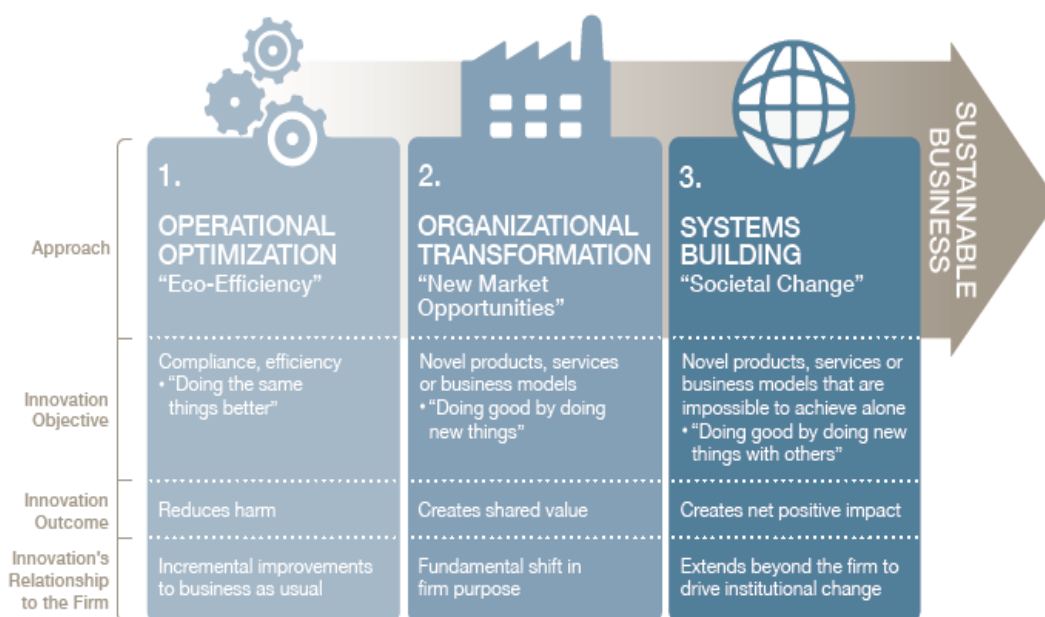 SUSTAINABLE
BUSINESS
Approach
1.
OPERATIONAL
OPTIMIZATION
“Eco-Efficiency”
2.
ORGANIZATIONAL
TRANSFORMATION
“New Market
Opportunities”
3.
SYSTEMS
BUILDING
“Societal Change”
Innovation
Objective
Compliance, efficiency
• “Doing the same
things better”
Novel products, services
or business models
• “Doing good by doing
new things”
Novel products, services or
business models that are
impossible to achieve alone
• “Doing good by doing new
things with others”
Innovation
Outcome
Reduces harm
Creates shared value
Creates net positive impact
Innovation's
Relationship
to the Firm
Incremental improvements
to business as usual
Fundamental shift in
firm purpose
Extends beyond the firm to
drive institutional change